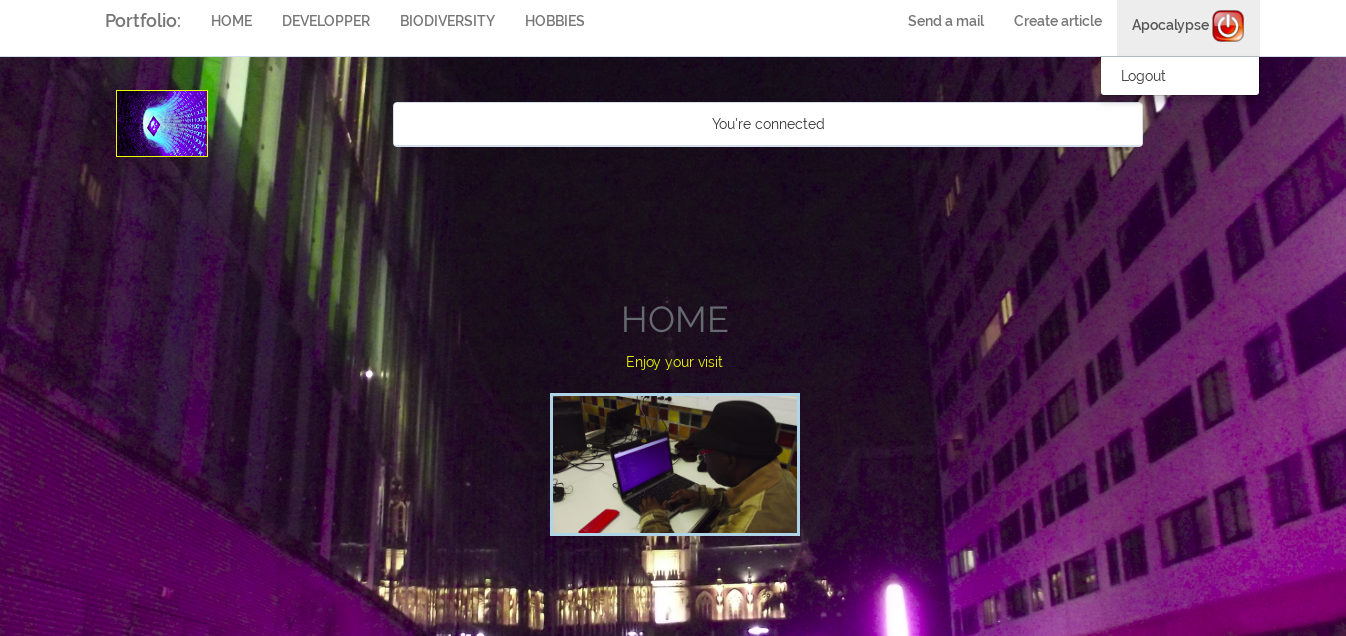 Portfolio: HOME DEVELOPPER BIODIVERSITY HOBBIES Send a mail Create article Apocalypse
Logout
You're connected
HOME
Enjoy your visit